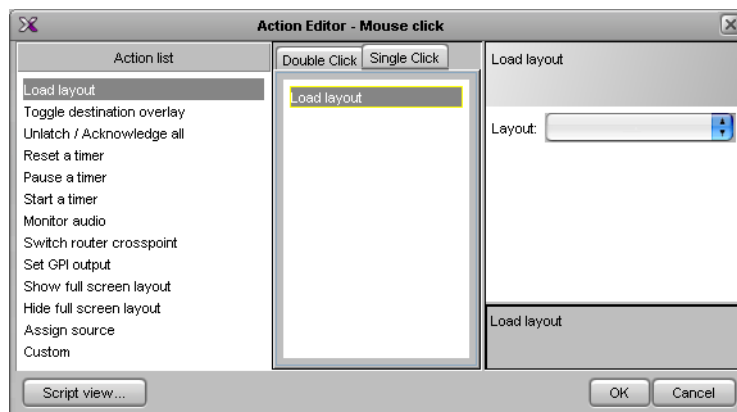 Action Editor - Mouse click
Action list
Load layout
Toggle destination overlay
Unlatch / Acknowledge all
Reset a timer
Pause a timer
Start a timer
Monitor audio
Switch router crosspoint
Set GPI output
Show full screen layout
Hide full screen layout
Assign source
Custom
Double Click Single Click
Load layout
Load layout
Layout:
Load layout
Script view...
OK Cancel